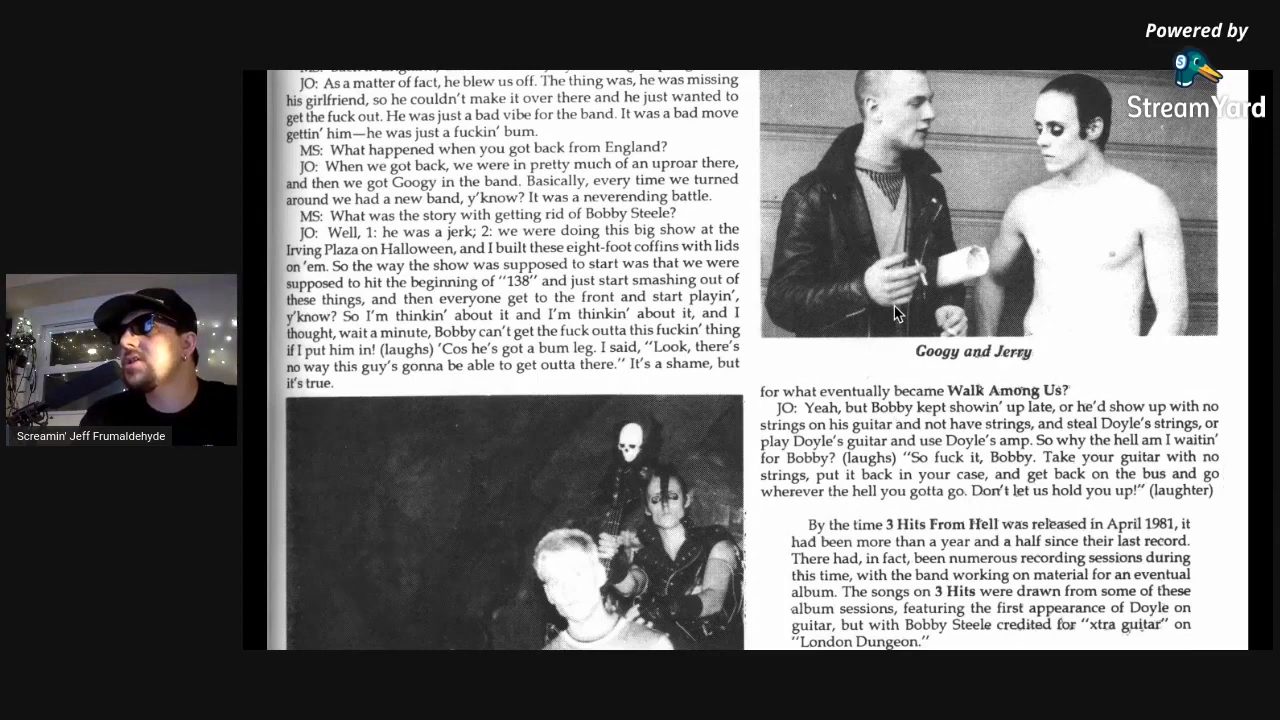 Powered by
StreamYard
JO: As a matter of fact, he blew us off. The thing was, he was missing
his girlfriend, so he couldn't make it over there and he just wanted to
get the fuck out. He was just a bad vibe for the band. It was a bad move
gettin' him—he was just a fuckin' bum.
MS: What happened when you got back from England?
JO: When we got back, we were in pretty much of an uproar there,
and then we got Googy in the band. Basically, every time we turned
around we had a new band, y'know? It was a neverending battle.
MS: What was the story with getting rid of Bobby Steele?
JO: Well, 1: he was a jerk; 2: we were doing this big show at the
Irving Plaza on Halloween, and I built these eight-foot coffins with lids
on 'em. So the way the show was supposed to start was that we were
supposed to hit the beginning of "138" and just start smashing out of
these things, and then everyone get to the front and start playin',
y'know? So I'm thinkin' about it and I'm thinkin' about it, and I
thought, wait a minute, Bobby can't get the fuck outta this fuckin' thing
if I put him in! (laughs) 'Cos he's got a bum leg. I said, "Look, there's
no way this guy's gonna be able to get outta there." It's a shame, but
it's true.
Googy and Jerry
for what eventually became Walk Among Us?
JO: Yeah, but Bobby kept showin' up late, or he'd show up with no
strings on his guitar and not have strings, and steal Doyle's strings, or
play Doyle's guitar and use Doyle's amp. So why the hell am I waitin'
for Bobby? (laughs) "So fuck it, Bobby. Take your guitar with no
strings, put it back in your case, and get back on the bus and go
wherever the hell you gotta go. Don't let us hold you up!" (laughter)
By the time 3 Hits From Hell was released in April 1981, it
had been more than a year and a half since their last record.
There had, in fact, been numerous recording sessions during
this time, with the band working on material for an eventual
album. The songs on 3 Hits were drawn from some of these
album sessions, featuring the first appearance of Doyle on
guitar, but with Bobby Steele credited for "xtra guitar" on
"London Dungeon."
Screamin' Jeff Frumaldehyde